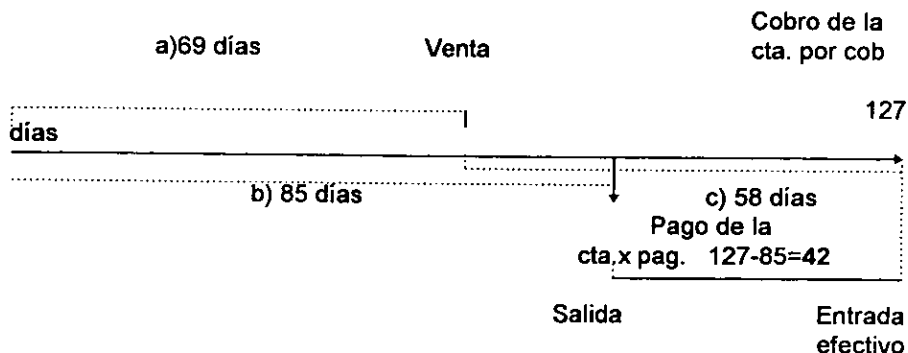 a)69 días
Venta
Cobro de la
cta. por cob
127
días
b) 85 días
c) 58 días
Pago de la
cta.x pag. 127-85=42
Salida
Entrada
efectivo